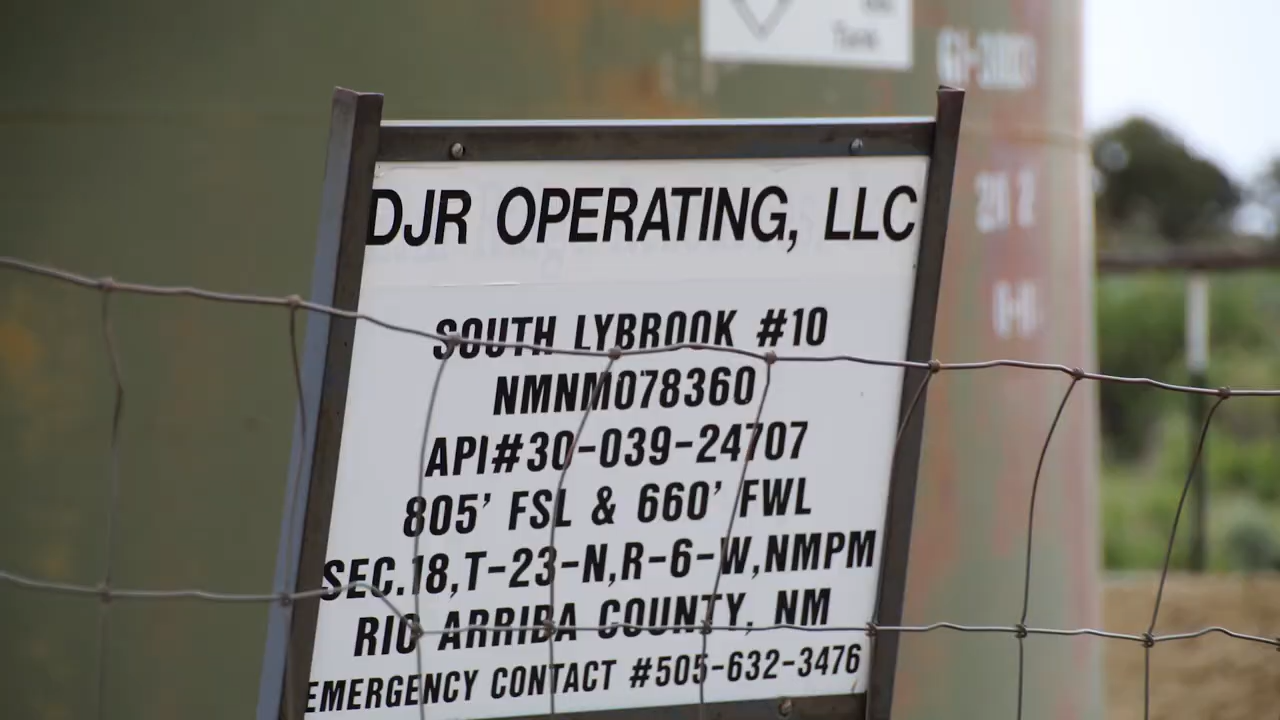 DJR OPERATING, LLC
SOUTH LYBROOK #10
NMNM078360
API#30-039-24707
805' FSL & 660' FWL
SEC.18,T-23-N,R-6-W,NMPM
RIO ARRIBA COUNTY, NM
EMERGENCY CONTACT #505-632-3476